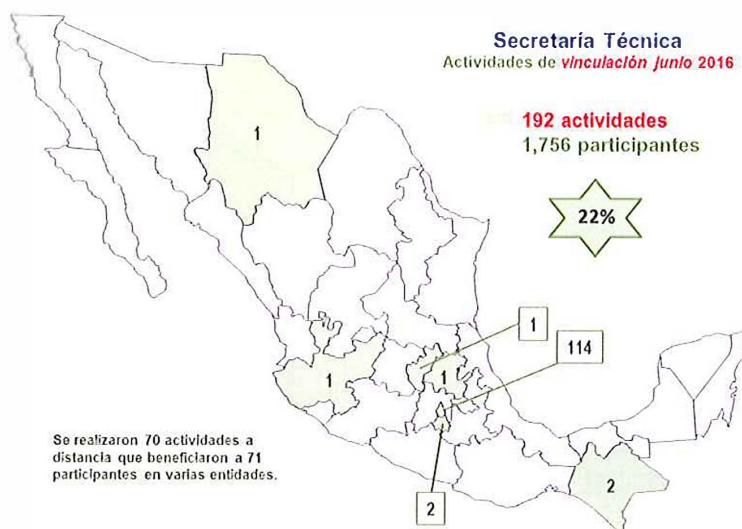 Secretaría Técnica
Actividades de vinculación junio 2016
192 actividades
1,756 participantes
22%
1
1
114
1
1
2
2
Se realizaron 70 actividades a
distancia que beneficiaron a 71
participantes en varias entidades.